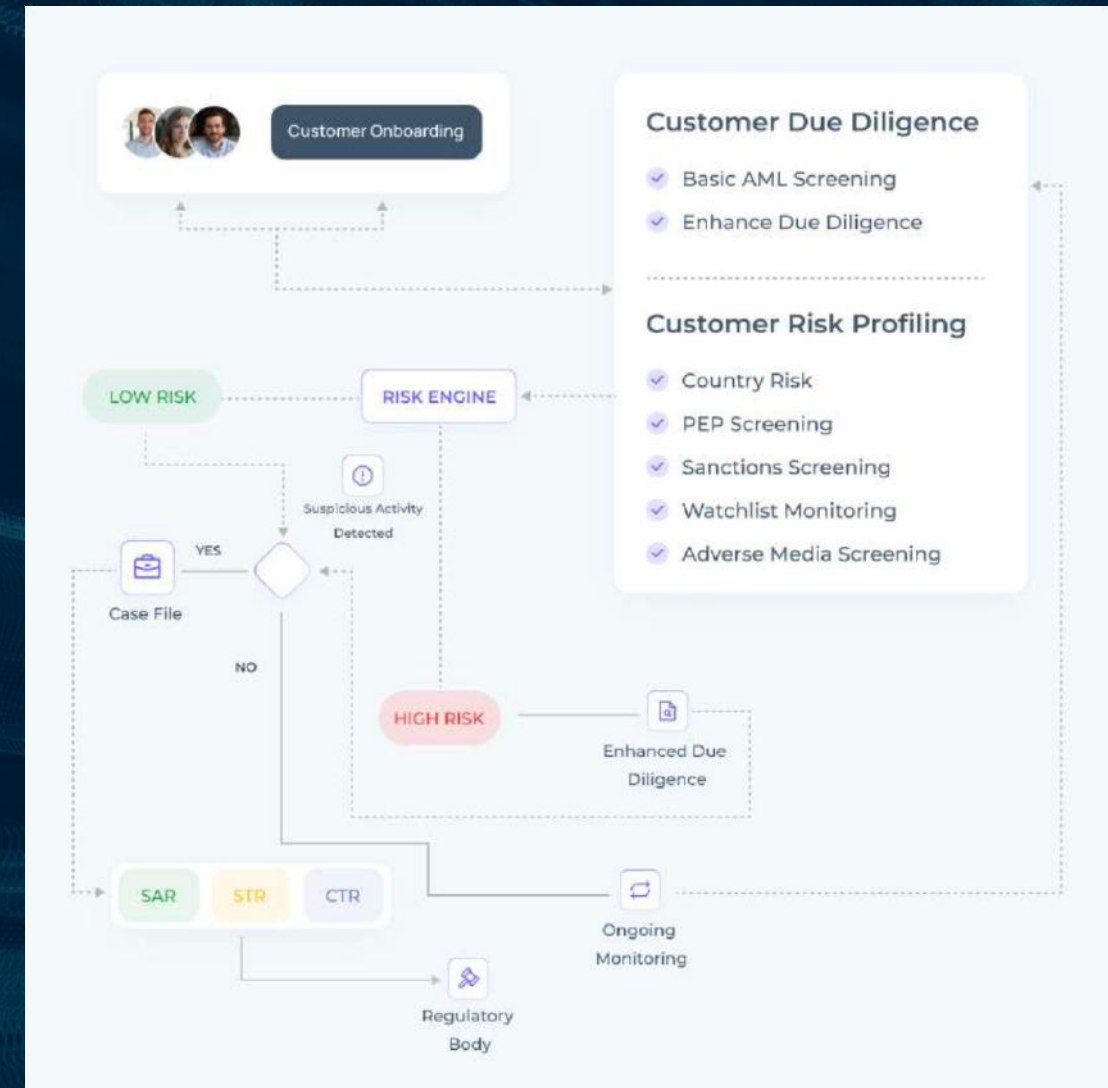 Customer Onboarding
Customer Due Diligence
Basic AML Screening
Enhance Due Diligence
Customer Risk Profiling
Country Risk
PEP Screening
Sanctions Screening
Watchlist Monitoring
Adverse Media Screening
LOW RISK
RISK ENGINE
Suspicious Activity
Detected
YES
Case File
NO
HIGH RISK
Enhanced Due
Diligence
SAR
STR
CTR
Ongoing
Monitoring
Regulatory
Body